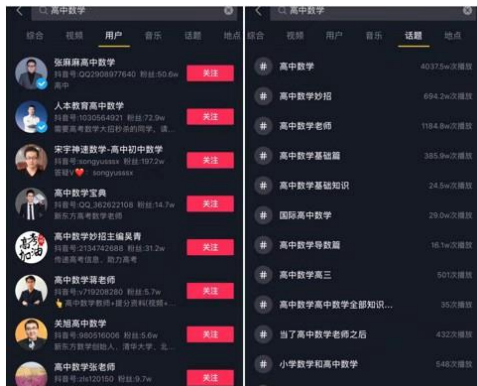 高中数学
综合 视频 用户 音乐 话题 地点
张麻麻高中数学
抖音号:QQ2908977640 粉丝:50.6w
高中
关注
人本教育高中数学
抖音号:1030564921 粉丝:72.9w
需要高考数学大招秒杀的同学，请...
关注
宋宇神速数学-高中初中数学
抖音号:songyusssx 粉丝:197.2w
答疑V❤️: songyusssx
关注
高中数学宝典
抖音号:QQ_362622108 粉丝:14.7w
新东方高考数学老师
关注
高中数学妙招主编吴青
抖音号:2134742688 粉丝:31.2w
传递高考信息，助力高考
关注
高中数学蒋老师
抖音号:v719208280 粉丝:5.7w
👆高中数学教师+提分资料(视频+...
关注
关旭高中数学
抖音号:980516006 粉丝:5.6w
新东方数学创始人，清华大学，北...
关注
高中数学张老师
抖音号:zls120150 粉丝:9.7w
关注
高中数学
综合 视频 用户 音乐 话题 地点
# 高中数学 4037.5w次播放
# 高中数学妙招 694.2w次播放
# 高中数学老师 1184.8w次播放
# 高中数学基础篇 385.9w次播放
# 高中数学基础知识 24.5w次播放
# 国际高中数学 29.0w次播放
# 高中数学导数篇 16.1w次播放
# 高中数学高三 501次播放
# 高中数学高中数学全部知识... 35次播放
# 当了高中数学老师之后 432次播放
# 小学数学和高中数学 548次播放